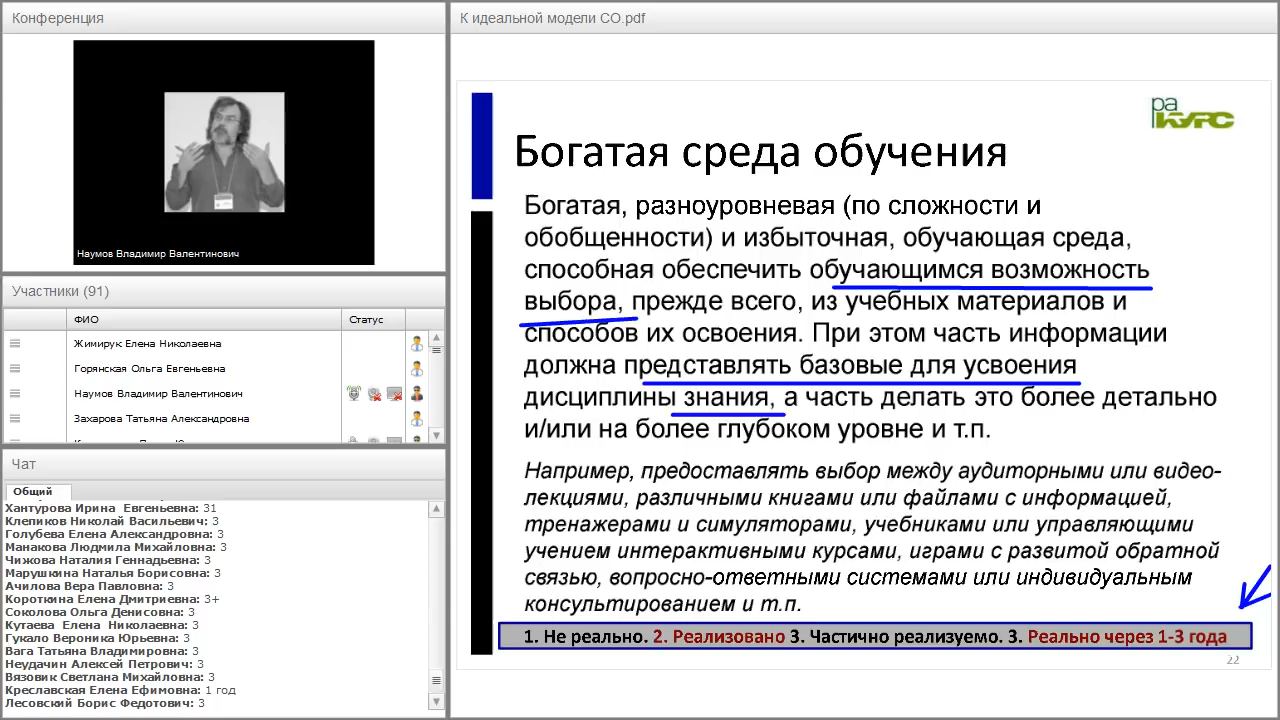 Конференция
Наумов Владимир Валентинович
Участники (91)
ФИО
Статус
Жимирук Елена Николаевна
Горянская Ольга Евгеньевна
Наумов Владимир Валентинович
Захарова Татьяна Александровна
Чат
Общий
Хантурова Ирина Евгеньевна: 31
Клепиков Николай Васильевич: 3
Голубева Елена Александровна: 3
Манакова Людмила Михайловна: 3
Чижова Наталия Геннадьевна: 3
Марушкина Наталья Борисовна: 3
Ачилова Вера Павловна: 3
Короткина Елена Дмитриевна: 3+
Соколова Ольга Денисовна: 3
Кутаева Елена Николаевна: 3
Гукало Вероника Юрьевна: 3
Вага Татьяна Владимировна: 3
Неудачин Алексей Петрович: 3
Вязовик Светлана Михайловна: 3
Креславская Елена Ефимовна: 1 год
Лесовский Борис Федотович: 3
К идеальной модели СО.pdf
ра
КУРС
Богатая среда обучения
Богатая, разноуровневая (по сложности и
обобщенности) и избыточная, обучающая среда,
способная обеспечить обучающимся возможность
выбора, прежде всего, из учебных материалов и
способов их освоения. При этом часть информации
должна представлять базовые для усвоения
дисциплины знания, а часть делать это более детально
и/или на более глубоком уровне и т.п.
Например, предоставлять выбор между аудиторными или видео-
лекциями, различными книгами или файлами с информацией,
тренажерами и симуляторами, учебниками или управляющими
учением интерактивными курсами, играми с развитой обратной
связью, вопросно-ответными системами или индивидуальным
консультированием и т.п.
1. Не реально. 2. Реализовано 3. Частично реализуемо. 3. Реально через 1-3 года
22